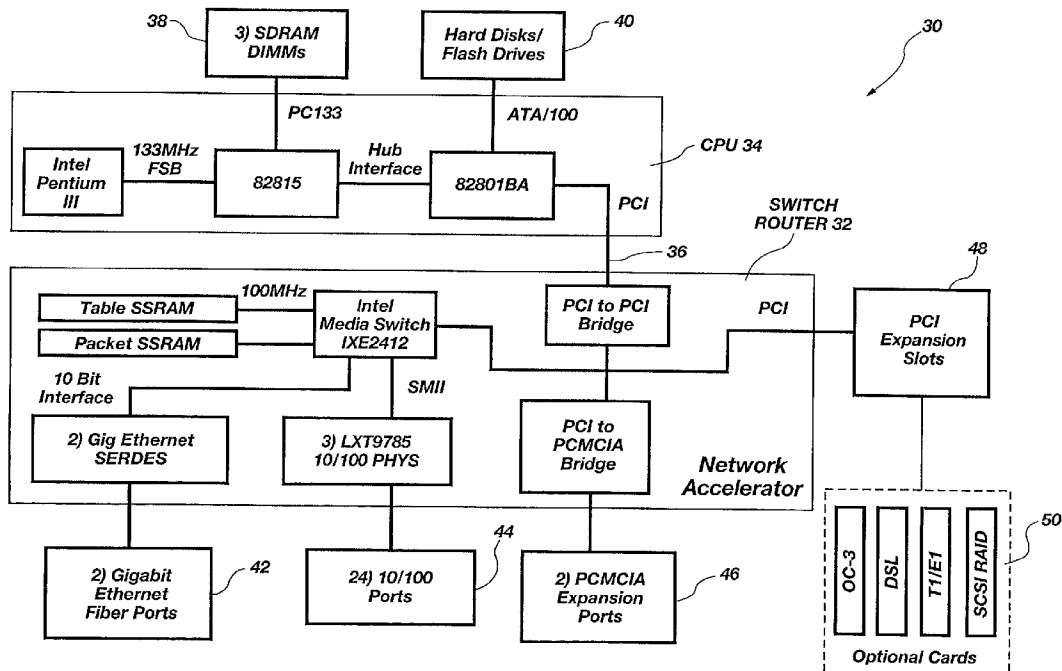 38
3) SDRAM
DIMMs
Hard Disks/
Flash Drives
40
30
PC133
ATA/100
Intel
Pentium
III
133MHz
FSB
82815
Hub
Interface
82801BA
PCI
CPU 34
SWITCH
ROUTER 32
36
48
Table SSRAM
100MHz
Packet SSRAM
Intel
Media Switch
IXE2412
PCI to PCI
Bridge
PCI
PCI
Expansion
Slots
10 Bit
Interface
SMII
2) Gig Ethernet
SERDES
3) LXT9785
10/100 PHYS
PCI to
PCMCIA
Bridge
Network
Accelerator
2) Gigabit
Ethernet
Fiber Ports
42
24) 10/100
Ports
44
2) PCMCIA
Expansion
Ports
46
OC-3
DSL
T1/E1
SCSI RAID
50
Optional Cards